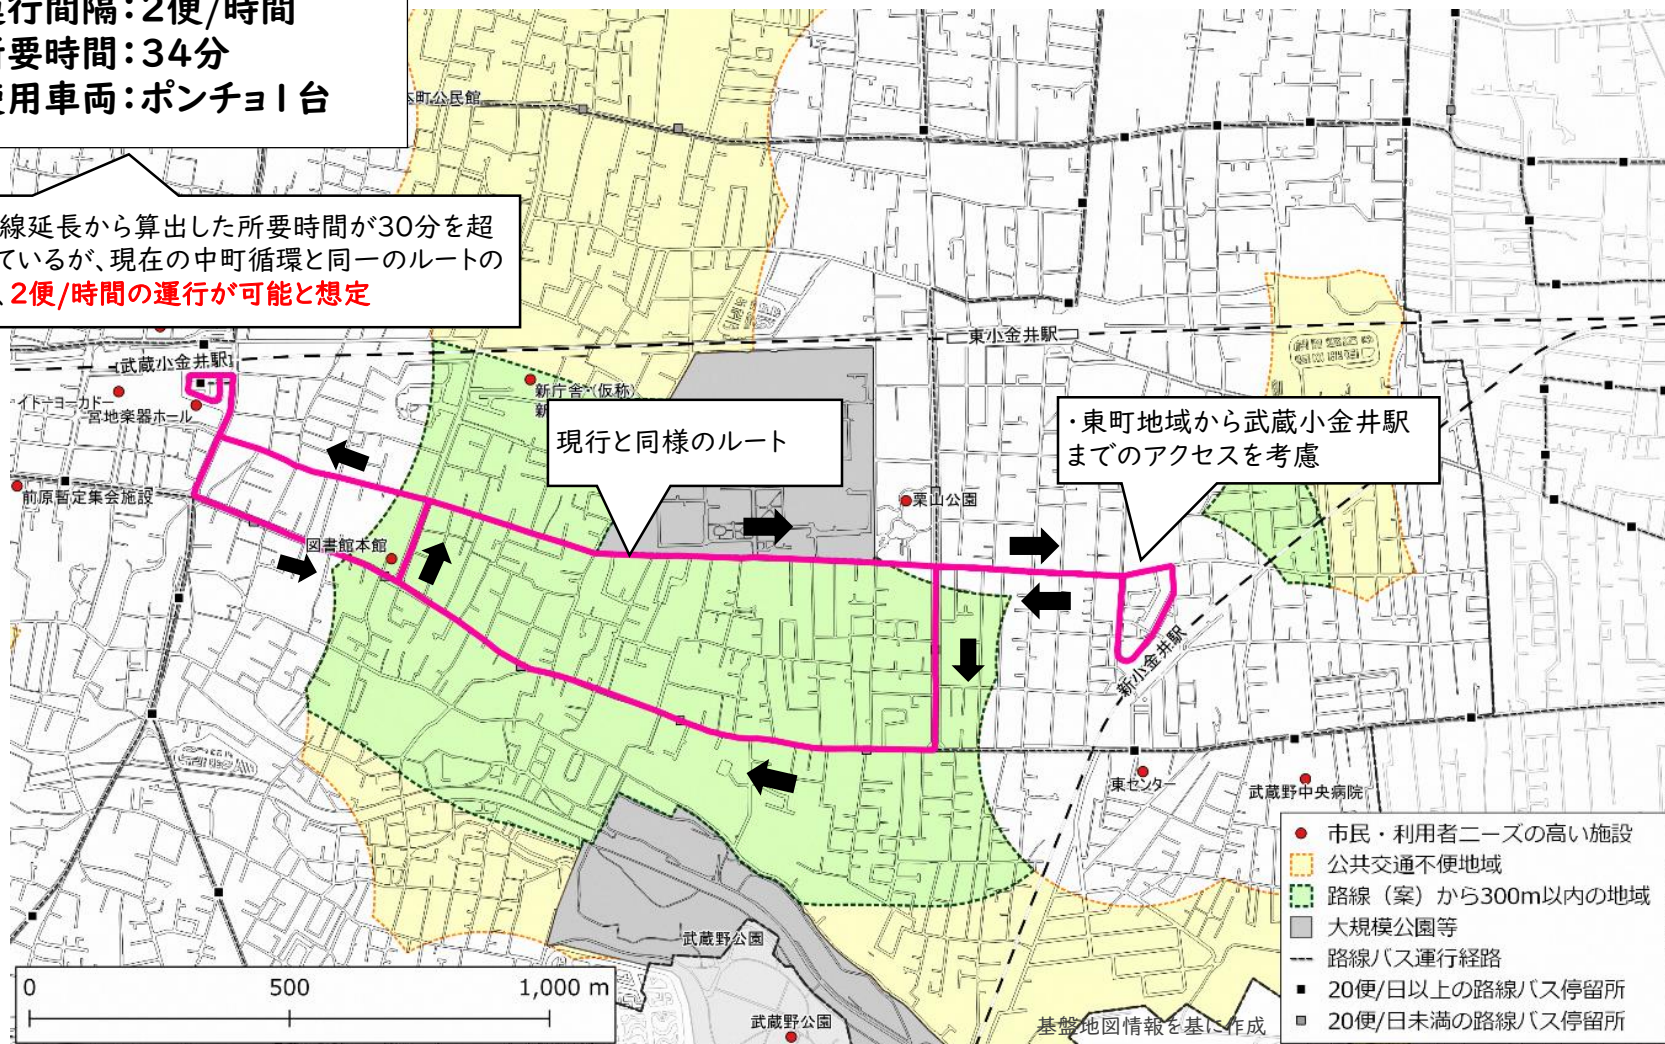 行間隔：2便/時間
要時間：34分
用車両：ポンチョ1台
本町公民館
線延長から算出した所要時間が30分を超
ているが、現在の中町循環と同一のルートの
、2便/時間の運行が可能と想定
武蔵小金井駅
東小金井駅
イトーヨーカドー
宮地楽器ホール
新庁舎・(仮称)
新
現行と同様のルート
・東町地域から武蔵小金井駅
までのアクセスを考慮
前原暫定集会施設
栗山公園
図書館本館
新小金井駅
東センター
武蔵野中央病院
武蔵野公園
武蔵野公園
市民・利用者ニーズの高い施設
公共交通不便地域
路線（案）から300m以内の地域
大規模公園等
路線バス運行経路
20便/日以上の路線バス停留所
20便/日未満の路線バス停留所
0 500 1,000 m
基盤地図情報を基に作成